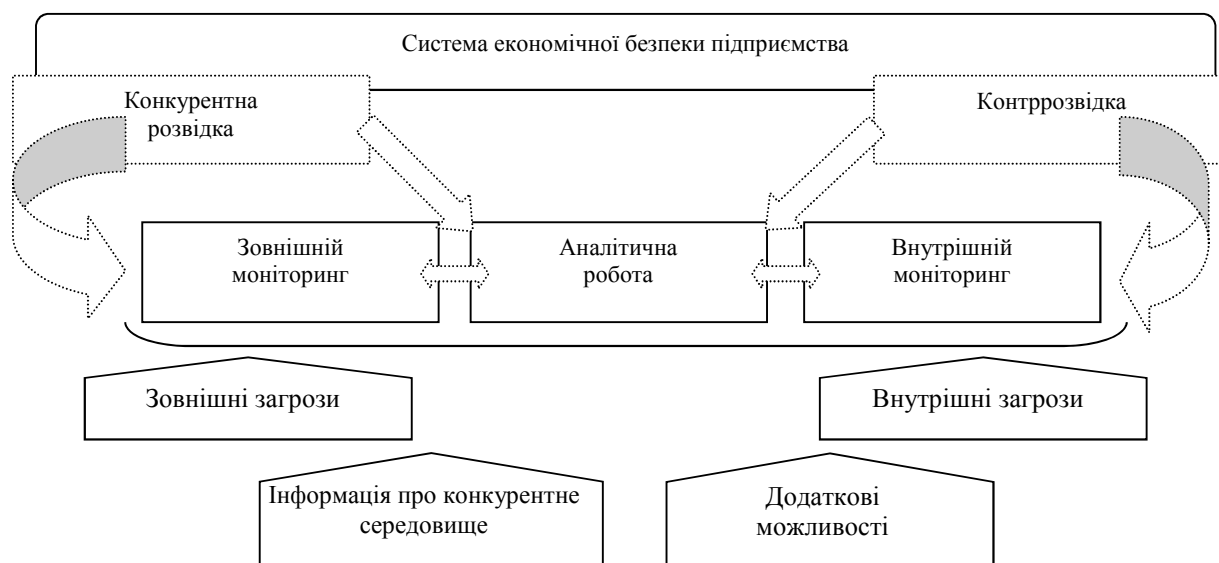 Система економічної безпеки підприємства
Конкурентна
розвідка
Контррозвідка
Зовнішній
моніторинг
Аналітична
робота
Внутрішній
моніторинг
Зовнішні загрози
Внутрішні загрози
Інформація про конкурентне
середовище
Додаткові
можливості